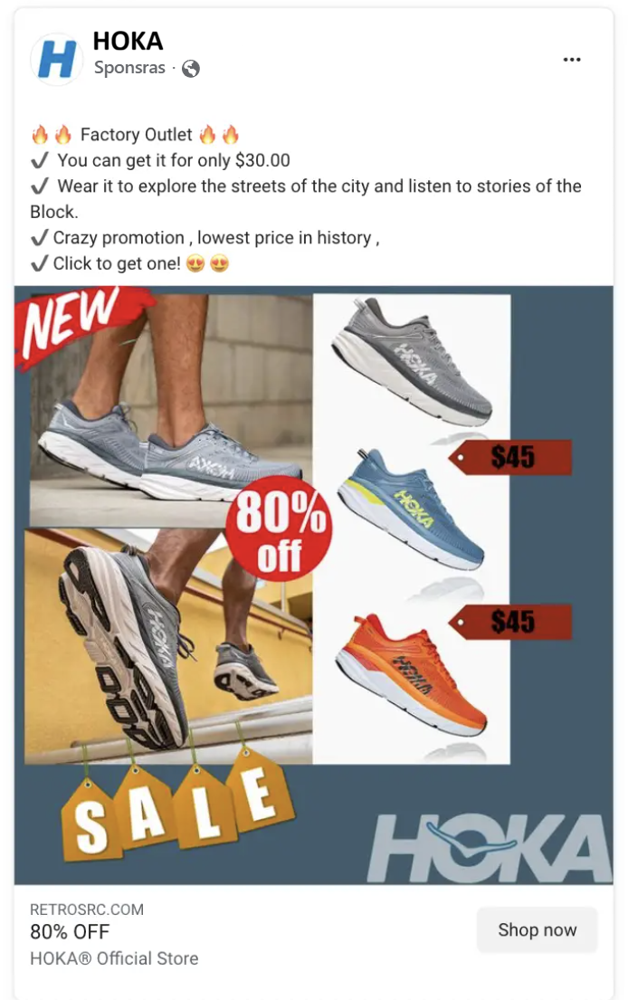 HOKA
Sponsras ·
🔥🔥 Factory Outlet 🔥🔥
✔ You can get it for only $30.00
✔ Wear it to explore the streets of the city and listen to stories of the
Block.
✔Crazy promotion , lowest price in history ,
✔Click to get one! 😍😍
NEW
HOKA
HOKA
$45
HOKA
80%
off
HOKA
$45
HOKA
HOKA
SALE
HOKA
RETROSRC.COM
80% OFF
HOKA® Official Store
Shop now